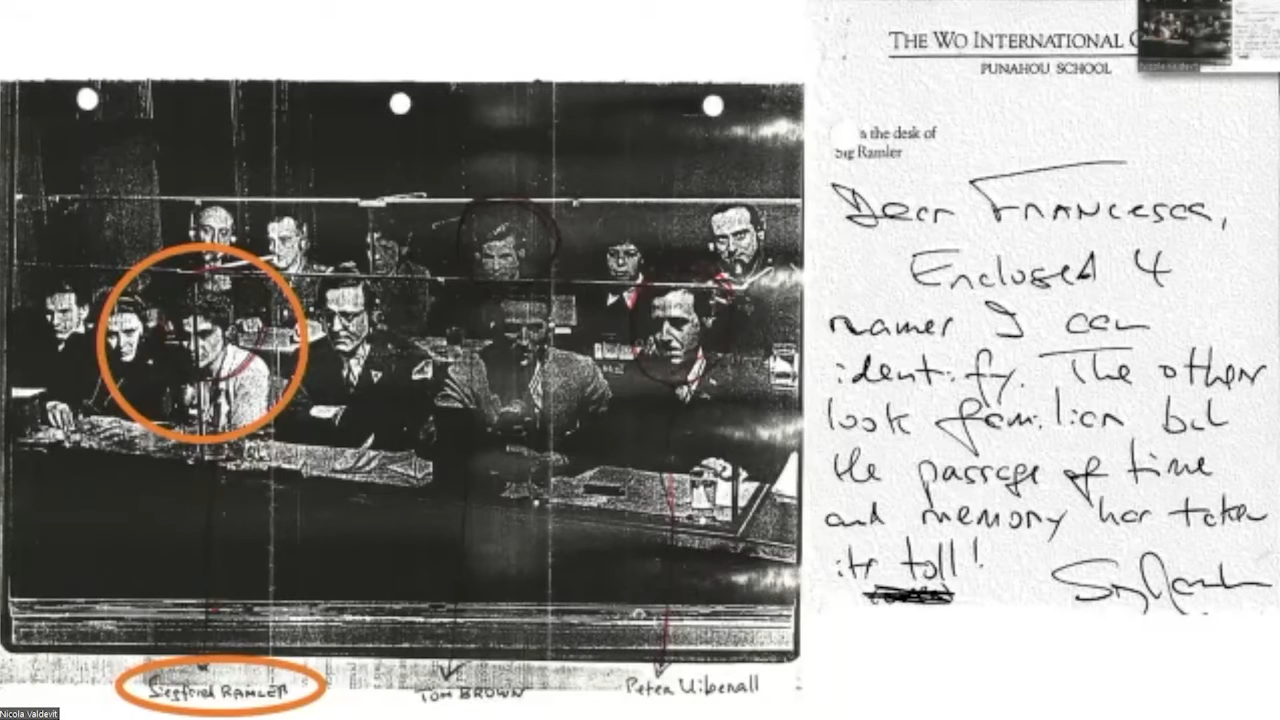 THE WO INTERNATIONAL
PUNAHOU SCHOOL
the desk of
Sig Ramler
Dear FRANCESCA,
Enclosed 4
names I can
identify. The other
look familiar but
the passage of time
and memory has taken
its toll!
Siegfried RAMLER
TOM BROWN
Peter Uiberall
Nicola Valdevit